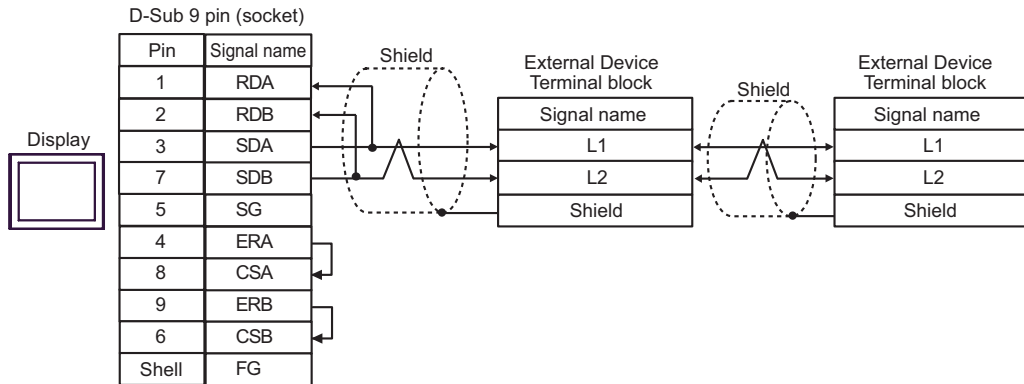 D-Sub 9 pin (socket)
Pin Signal name
1 RDA
2 RDB
3 SDA
7 SDB
5 SG
4 ERA
8 CSA
9 ERB
6 CSB
Shell FG
Display
Shield
External Device
Terminal block
Signal name
L1
L2
Shield
Shield
External Device
Terminal block
Signal name
L1
L2
Shield